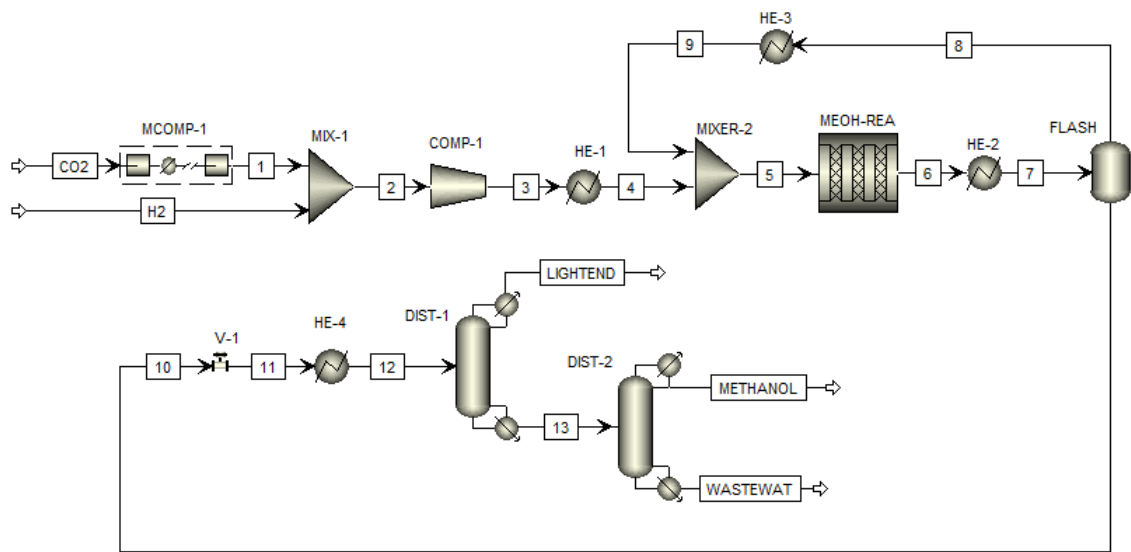 HE-3
9
8
MCOMP-1
MIX-1
COMP-1
HE-1
MIXER-2
MEOH-REA
HE-2
FLASH
CO2
1
2
3
4
5
6
7
H2
LIGHTEND
DIST-1
HE-4
V-1
10
11
12
DIST-2
METHANOL
13
WASTEWAT